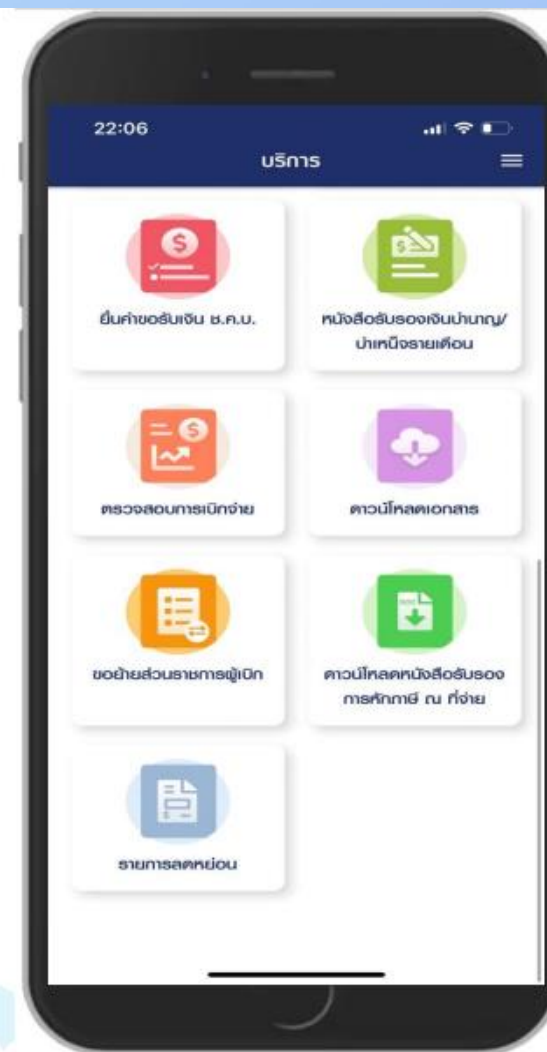 22:06
บริการ
ยื่นคำขอรับเงิน ช.ค.บ.
หนังสือรับรองเงินบำนาญ/
บำเหน็จรายเดือน
ตรวจสอบการเบิกจ่าย
ดาวน์โหลดเอกสาร
ขอย้ายส่วนราชการผู้เบิก
ดาวน์โหลดหนังสือรับรอง
การหักภาษี ณ ที่จ่าย
รายการลดหย่อน